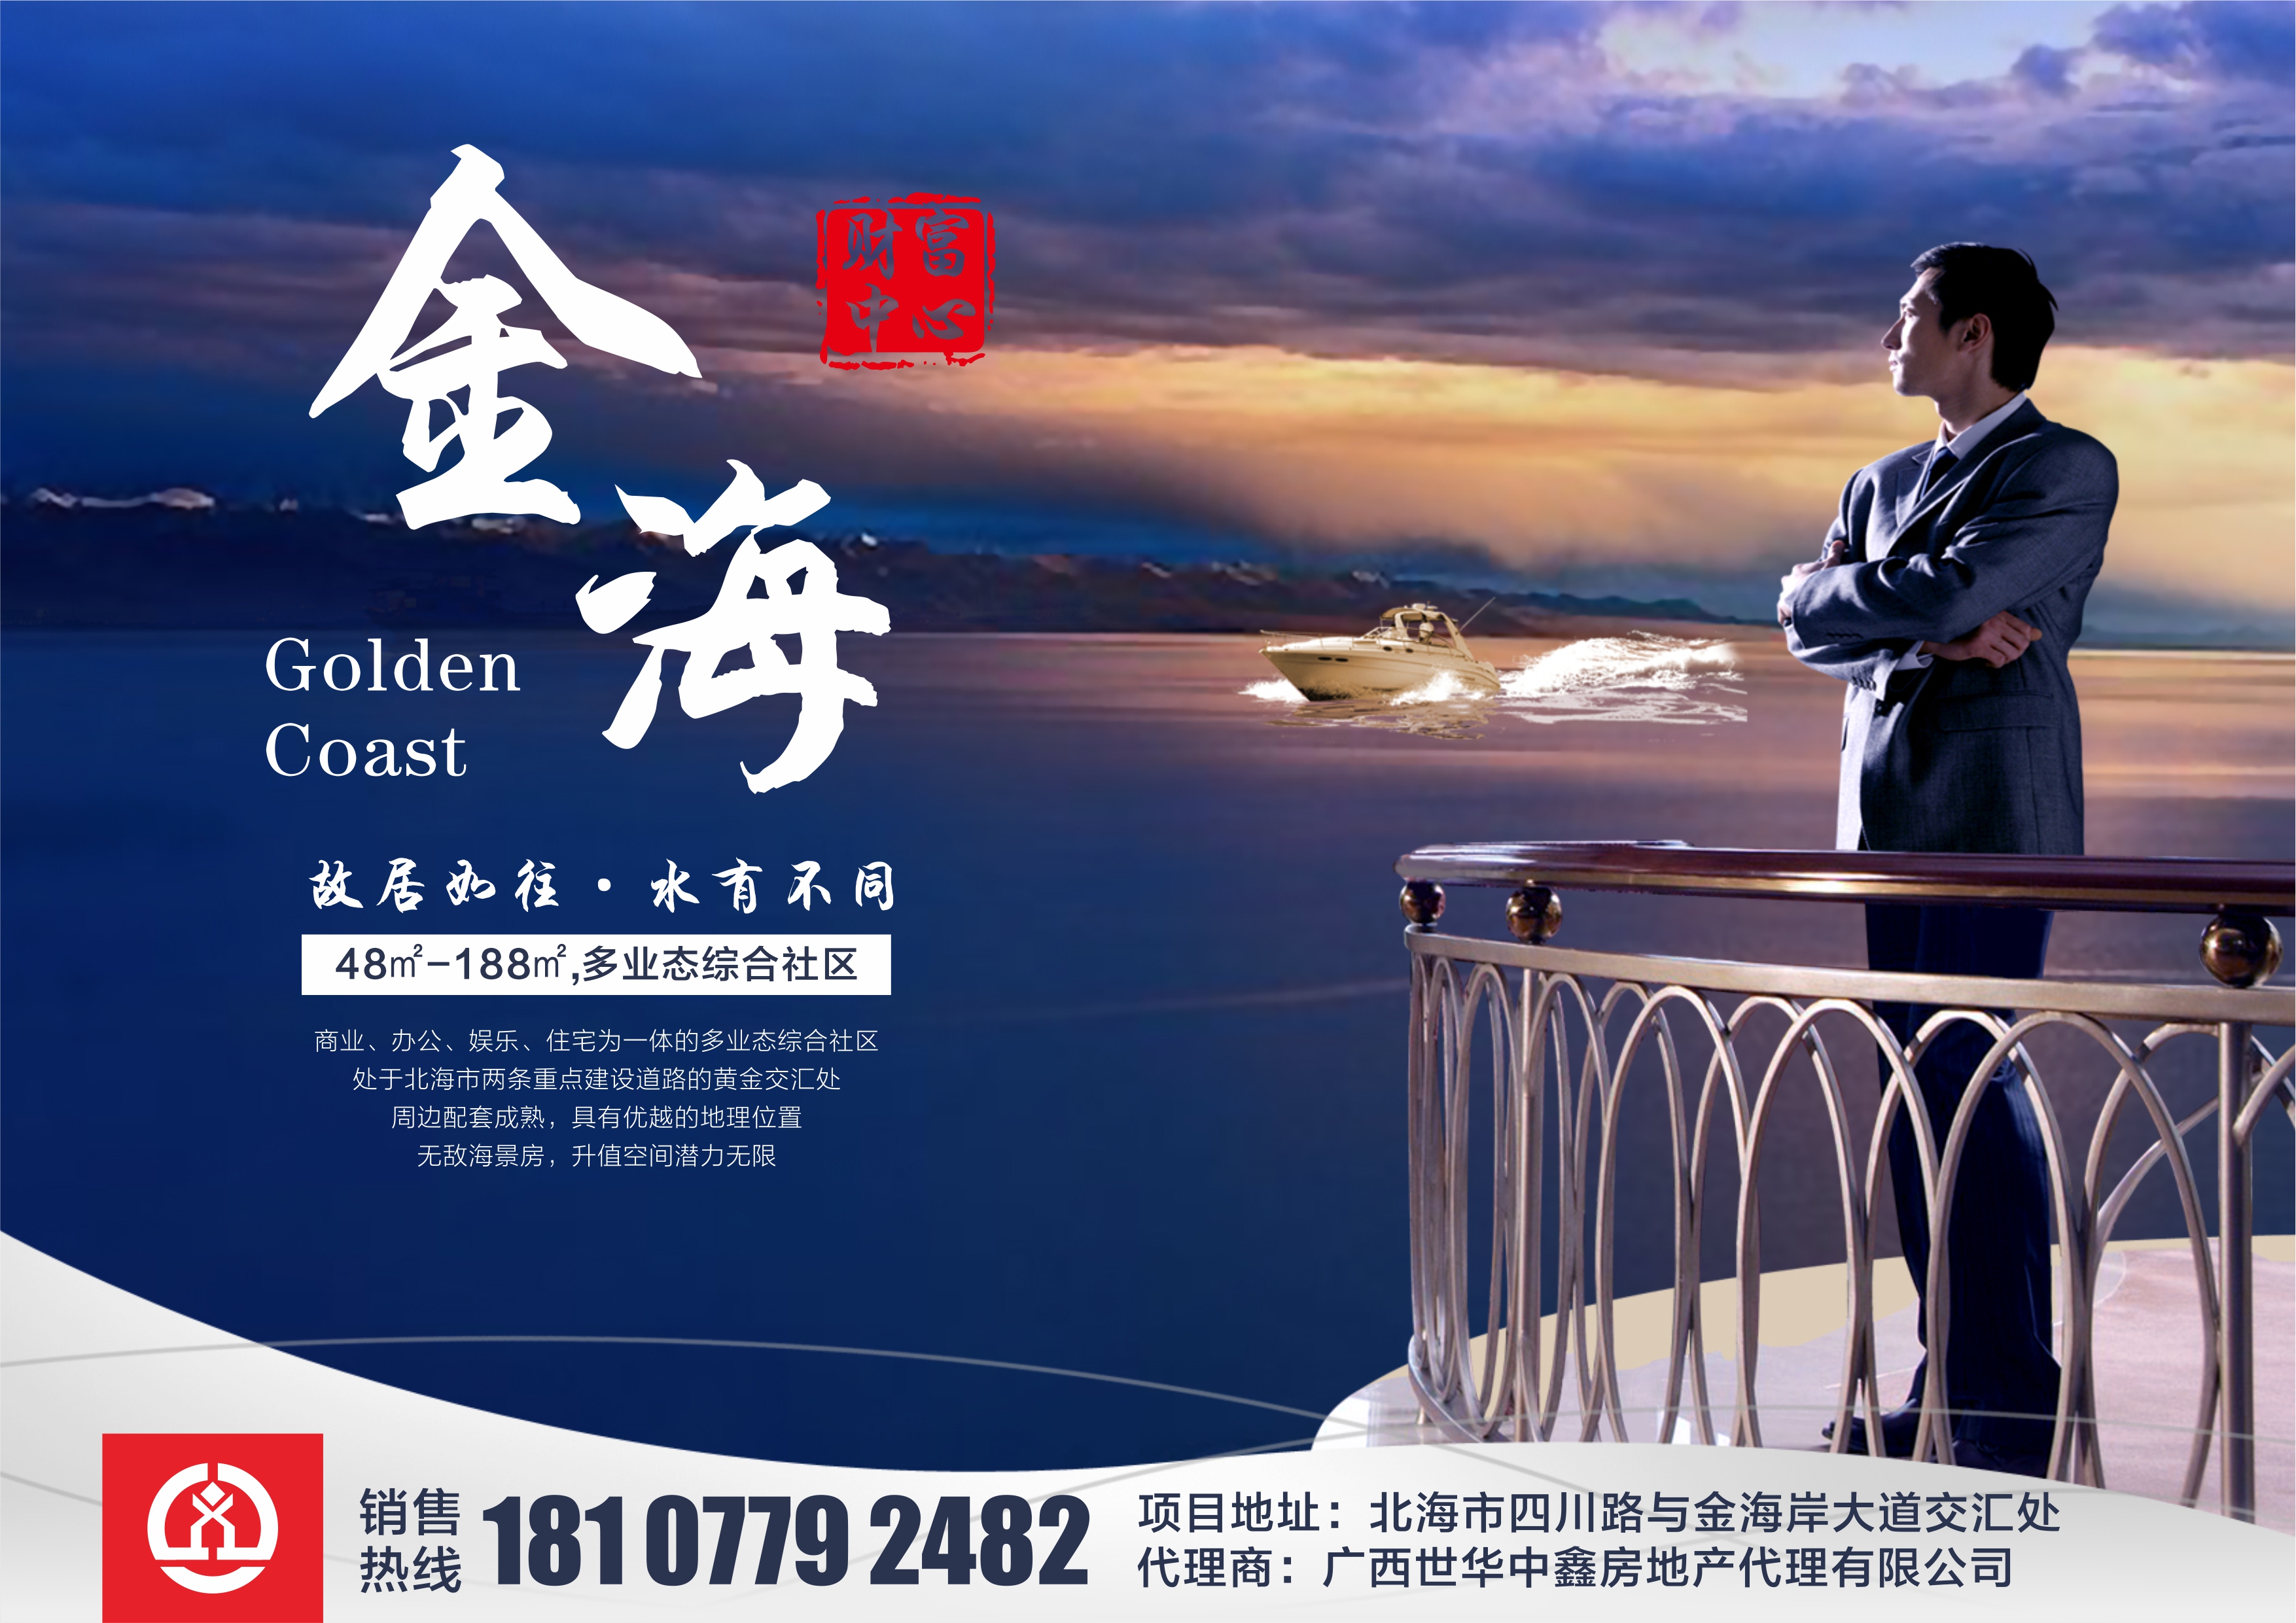 金海
财富
中心
Golden
Coast
故居如往·水有不同
48㎡-188㎡,多业态综合社区
商业、办公、娱乐、住宅为一体的多业态综合社区
处于北海市两条重点建设道路的黄金交汇处
周边配套成熟，具有优越的地理位置
无敌海景房，升值空间潜力无限
销售
热线
181 0779 2482
项目地址：北海市四川路与金海岸大道交汇处
代理商：广西世华中鑫房地产代理有限公司